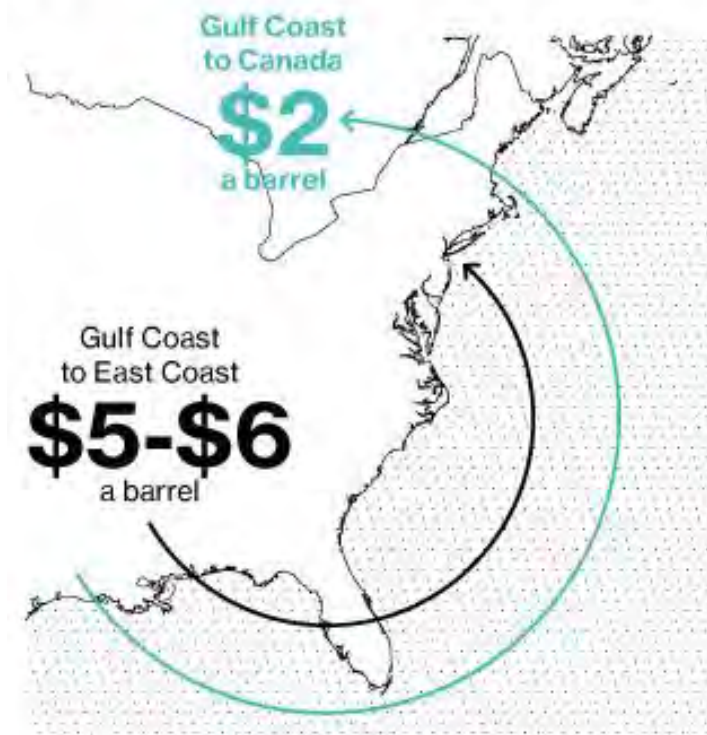 Gulf Coast
to Canada
$2
a barrel
Gulf Coast
to East Coast
$5-$6
a barrel